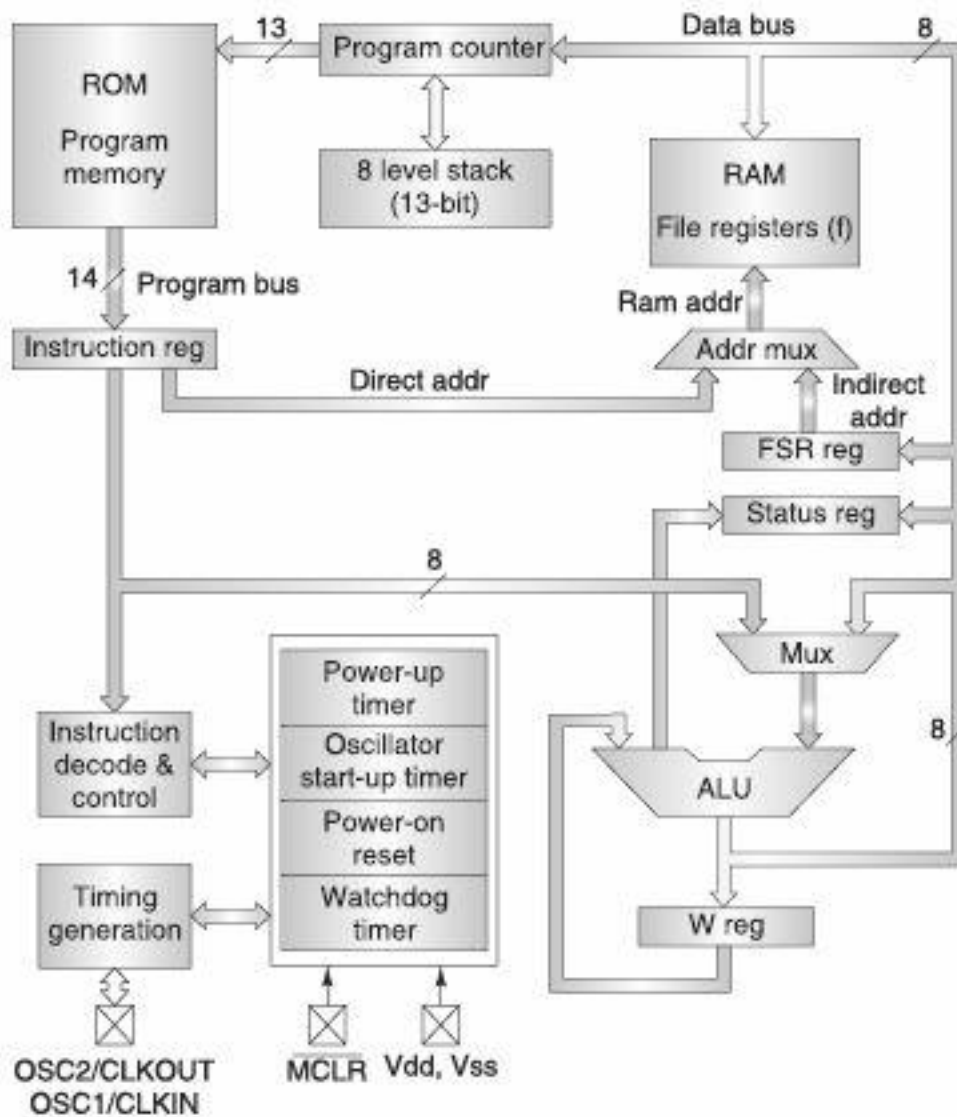 13
Program counter
Data bus
8
ROM
Program
memory
8 level stack
(13-bit)
RAM
File registers (f)
14
Program bus
Ram addr
Instruction reg
Addr mux
Direct addr
Indirect
addr
FSR reg
Status reg
8
Mux
Power-up
timer
Instruction
decode &
control
Oscillator
start-up timer
8
ALU
Power-on
reset
Timing
generation
Watchdog
timer
W reg
OSC2/CLKOUT
OSC1/CLKIN
MCLR
Vdd, Vss